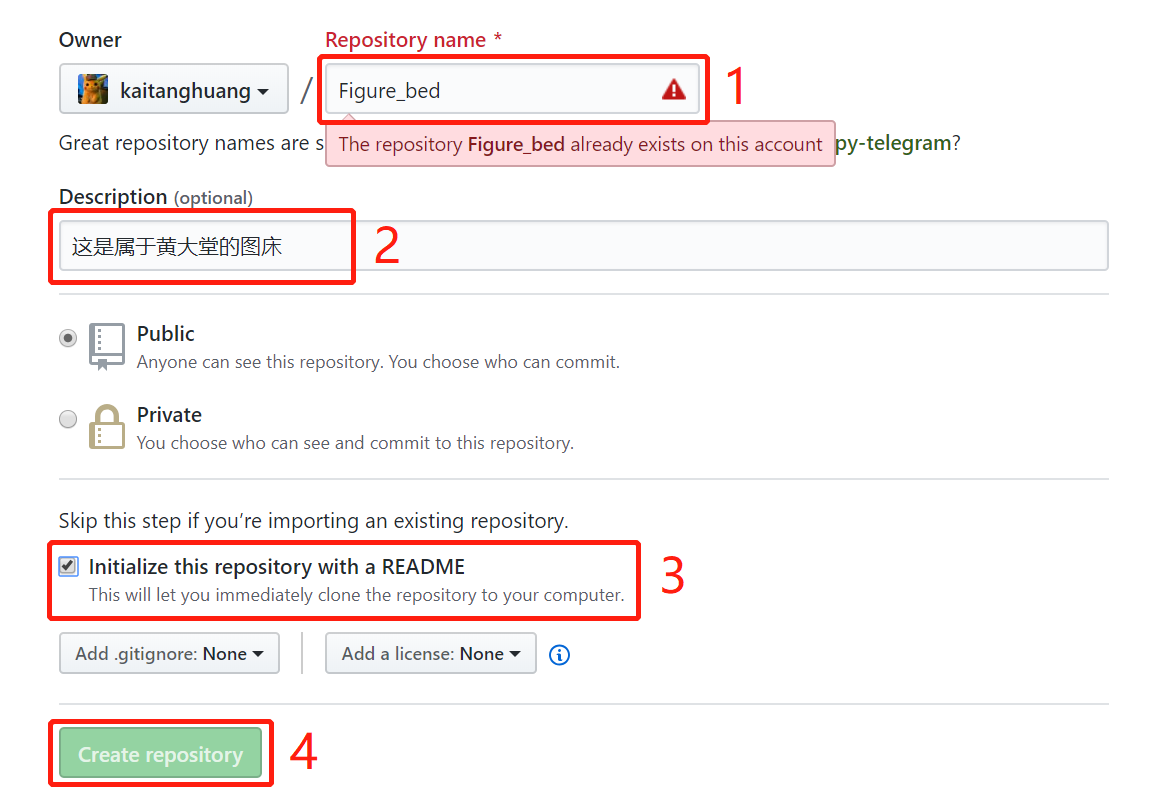 Owner
Repository name *
kaitanghuang / Figure_bed
1
Great repository names are s
The repository Figure_bed already exists on this account
py-telegram?
Description (optional)
这是属于黄大堂的图床
2
Public
Anyone can see this repository. You choose who can commit.
Private
You choose who can see and commit to this repository.
Skip this step if you’re importing an existing repository.
Initialize this repository with a README
This will let you immediately clone the repository to your computer.
3
Add .gitignore: None
Add a license: None
Create repository
4